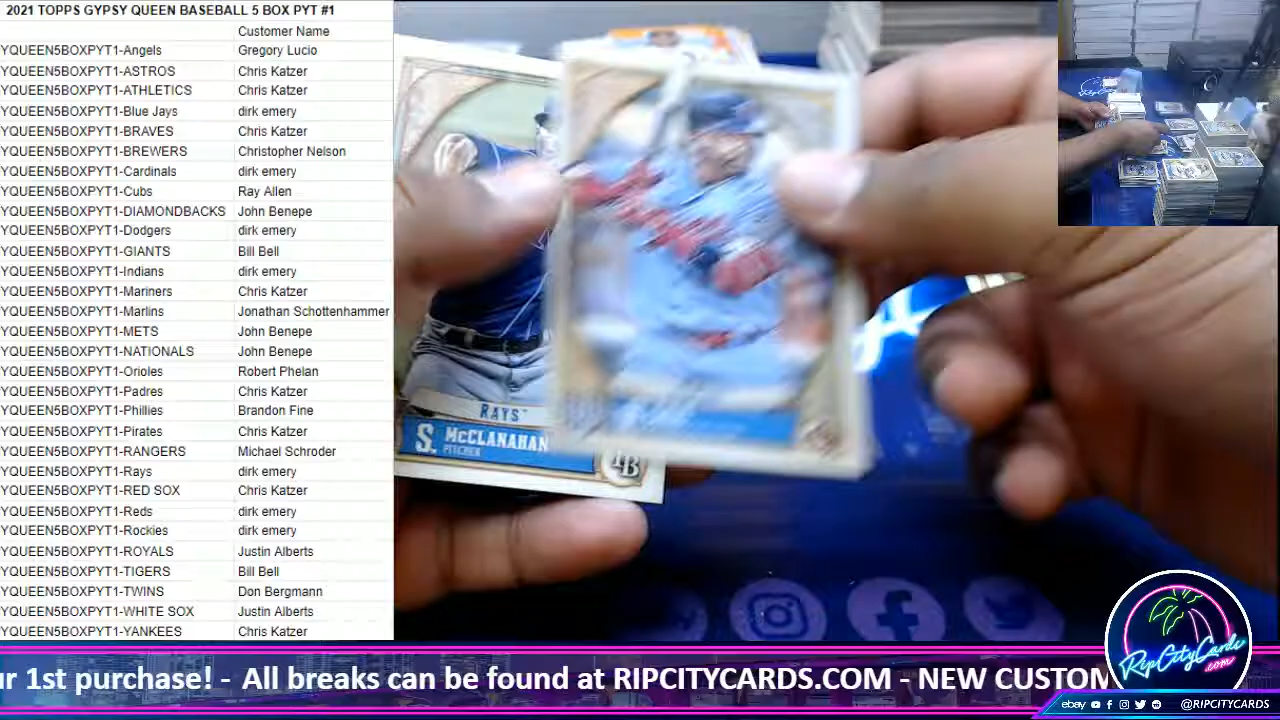 2021 TOPPS GYPSY QUEEN BASEBALL 5 BOX PYT #1
Customer Name
YQUEEN5BOXPYT1-Angels Gregory Lucio
YQUEEN5BOXPYT1-ASTROS Chris Katzer
YQUEEN5BOXPYT1-ATHLETICS Chris Katzer
YQUEEN5BOXPYT1-Blue Jays dirk emery
YQUEEN5BOXPYT1-BRAVES Chris Katzer
YQUEEN5BOXPYT1-BREWERS Christopher Nelson
YQUEEN5BOXPYT1-Cardinals dirk emery
YQUEEN5BOXPYT1-Cubs Ray Allen
YQUEEN5BOXPYT1-DIAMONDBACKS John Benepe
YQUEEN5BOXPYT1-Dodgers dirk emery
YQUEEN5BOXPYT1-GIANTS Bill Bell
YQUEEN5BOXPYT1-Indians dirk emery
YQUEEN5BOXPYT1-Mariners Chris Katzer
YQUEEN5BOXPYT1-Marlins Jonathan Schottenhammer
YQUEEN5BOXPYT1-METS John Benepe
YQUEEN5BOXPYT1-NATIONALS John Benepe
YQUEEN5BOXPYT1-Orioles Robert Phelan
YQUEEN5BOXPYT1-Padres Chris Katzer
YQUEEN5BOXPYT1-Phillies Brandon Fine
YQUEEN5BOXPYT1-Pirates Chris Katzer
YQUEEN5BOXPYT1-RANGERS Michael Schroder
YQUEEN5BOXPYT1-Rays dirk emery
YQUEEN5BOXPYT1-RED SOX Chris Katzer
YQUEEN5BOXPYT1-Reds dirk emery
YQUEEN5BOXPYT1-Rockies dirk emery
YQUEEN5BOXPYT1-ROYALS Justin Alberts
YQUEEN5BOXPYT1-TIGERS Bill Bell
YQUEEN5BOXPYT1-TWINS Don Bergmann
YQUEEN5BOXPYT1-WHITE SOX Justin Alberts
YQUEEN5BOXPYT1-YANKEES Chris Katzer
RAYS™
S. McCLANAHAN
PITCHER
RipCityCards
.com
r 1st purchase! - All breaks can be found at RIPCITYCARDS.COM - NEW CUSTOM
ebay @RIPCITYCARDS